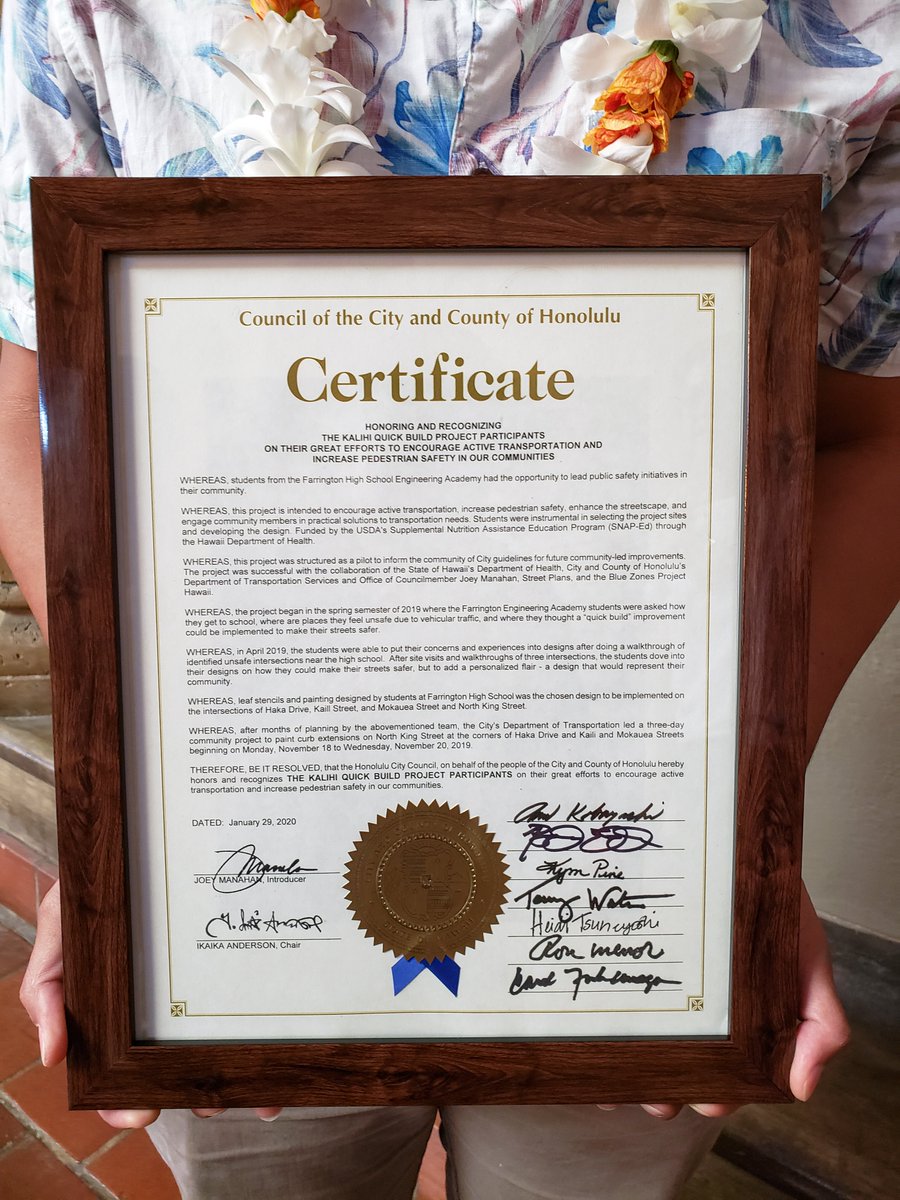 Council of the City and County of Honolulu
Certificate
HONORING AND RECOGNIZING
THE KALIHI QUICK BUILD PROJECT PARTICIPANTS
ON THEIR GREAT EFFORTS TO ENCOURAGE ACTIVE TRANSPORTATION AND
INCREASE PEDESTRIAN SAFETY IN OUR COMMUNITIES
WHEREAS, students from the Farrington High School Engineering Academy had the opportunity to lead public safety initiatives in
their community.
WHEREAS, this project is intended to encourage active transportation, increase pedestrian safety, enhance the streetscape, and
engage community members in practical solutions to transportation needs. Students were instrumental in selecting the project sites
and developing the design. Funded by the USDA's Supplemental Nutrition Assistance Education Program (SNAP-Ed) through
the Hawaii Department of Health.
WHEREAS, this project was structured as a pilot to inform the community of City guidelines for future community-led improvements.
The project was successful with the collaboration of the State of Hawaii's Department of Health, City and County of Honolulu's
Department of Transportation Services and Office of Councilmember Joey Manahan, Street Plans, and the Blue Zones Project
Hawaii.
WHEREAS, the project began in the spring semester of 2019 where the Farrington Engineering Academy students were asked how
they get to school, where are places they feel unsafe due to vehicular traffic, and where they thought a "quick build" improvement
could be implemented to make their streets safer.
WHEREAS, in April 2019, the students were able to put their concerns and experiences into designs after doing a walkthrough of
identified unsafe intersections near the high school. After site visits and walkthroughs of three intersections, the students dove into
their designs on how they could make their streets safer, but to add a personalized flair - a design that would represent their
community.
WHEREAS, leaf stencils and painting designed by students at Farrington High School was the chosen design to be implemented on
the intersections of Haka Drive, Kaill Street, and Mokauea Street and North King Street.
WHEREAS, after months of planning by the abovementioned team, the City's Department of Transportation led a three-day
community project to paint curb extensions on North King Street at the corners of Haka Drive and Kaili and Mokauea Streets
beginning on Monday, November 18 to Wednesday, November 20, 2019.
THEREFORE, BE IT RESOLVED, that the Honolulu City Council, on behalf of the people of the City and County of Honolulu hereby
honors and recognizes THE KALIHI QUICK BUILD PROJECT PARTICIPANTS on their great efforts to encourage active
transportation and increase pedestrian safety in our communities.
DATED: January 29, 2020
JOEY MANAHAN, Introducer
IKAIKA ANDERSON, Chair
Ann Kobayashi
Kym Pine
Tommy Waters
Heidi Tsuneyoshi
Ron Menor
Carol Fukunaga